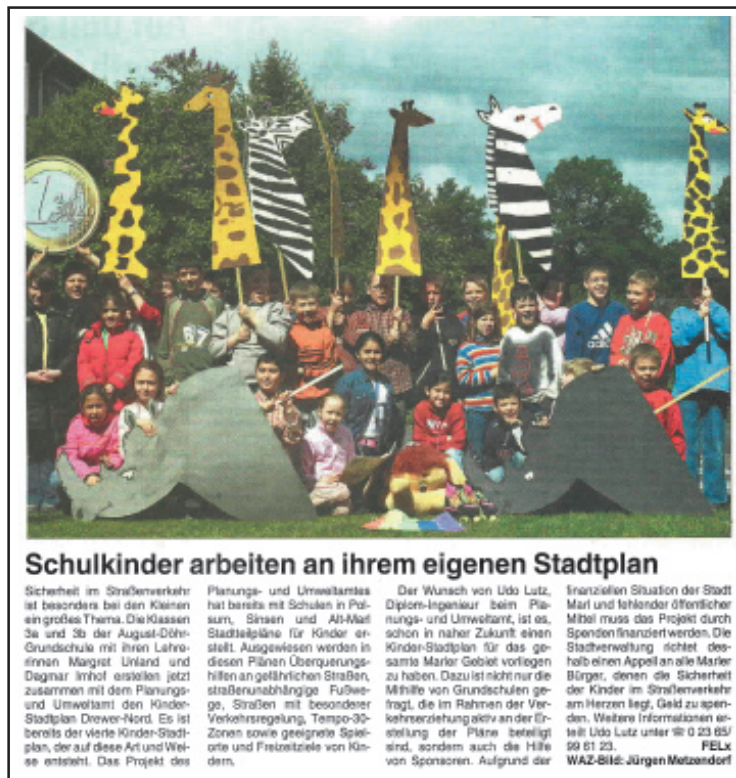 Schulkinder arbeiten an ihrem eigenen Stadtplan
Sicherheit im Straßenverkehr
ist besonders bei den Kleinen
ein großes Thema. Die Klassen
3a und 3b der August-Döhr-
Grundschule mit ihren Lehre-
rinnen Margret Unland und
Dagmar Imhof erstellen jetzt
zusammen mit dem Planungs-
und Umweltamt den Kinder-
Stadtplan Drewer-Nord. Es ist
bereits der vierte Kinder-Stadt-
plan, der auf diese Art und Wei-
se entsteht. Das Projekt des
Planungs- und Umweltamtes
hat bereits mit Schulen in Pol-
sum, Sinsen und Alt-Marl
Stadtteilpläne für Kinder er-
stellt. Ausgewiesen werden in
diesen Plänen Überquerungs-
hilfen an gefährlichen Straßen,
straßenunabhängige Fußwe-
ge, Straßen mit besonderer
Verkehrsregelung, Tempo-30-
Zonen sowie geeignete Spiel-
orte und Freizeitziele von Kin-
dern.
Der Wunsch von Udo Lutz,
Diplom-Ingenieur beim Pla-
nungs- und Umweltamt, ist es,
schon in naher Zukunft einen
Kinder-Stadtplan für das ge-
samte Marler Gebiet vorliegen
zu haben. Dazu ist nicht nur die
Mithilfe von Grundschulen ge-
fragt, die im Rahmen der Ver-
kehrserziehung aktiv an der Er-
stellung der Pläne beteiligt
sind, sondern auch die Hilfe
von Sponsoren. Aufgrund der
finanziellen Situation der Stadt
Marl und fehlender öffentlicher
Mittel muss das Projekt durch
Spenden finanziert werden. Die
Stadtverwaltung richtet des-
halb einen Appell an alle Marler
Bürger, denen die Sicherheit
der Kinder im Straßenverkehr
am Herzen liegt, Geld zu spen-
den. Weitere Informationen er-
teilt Udo Lutz unter ☎ 0 23 65/
99 61 23. FELx
WAZ-Bild: Jürgen Metzendorf